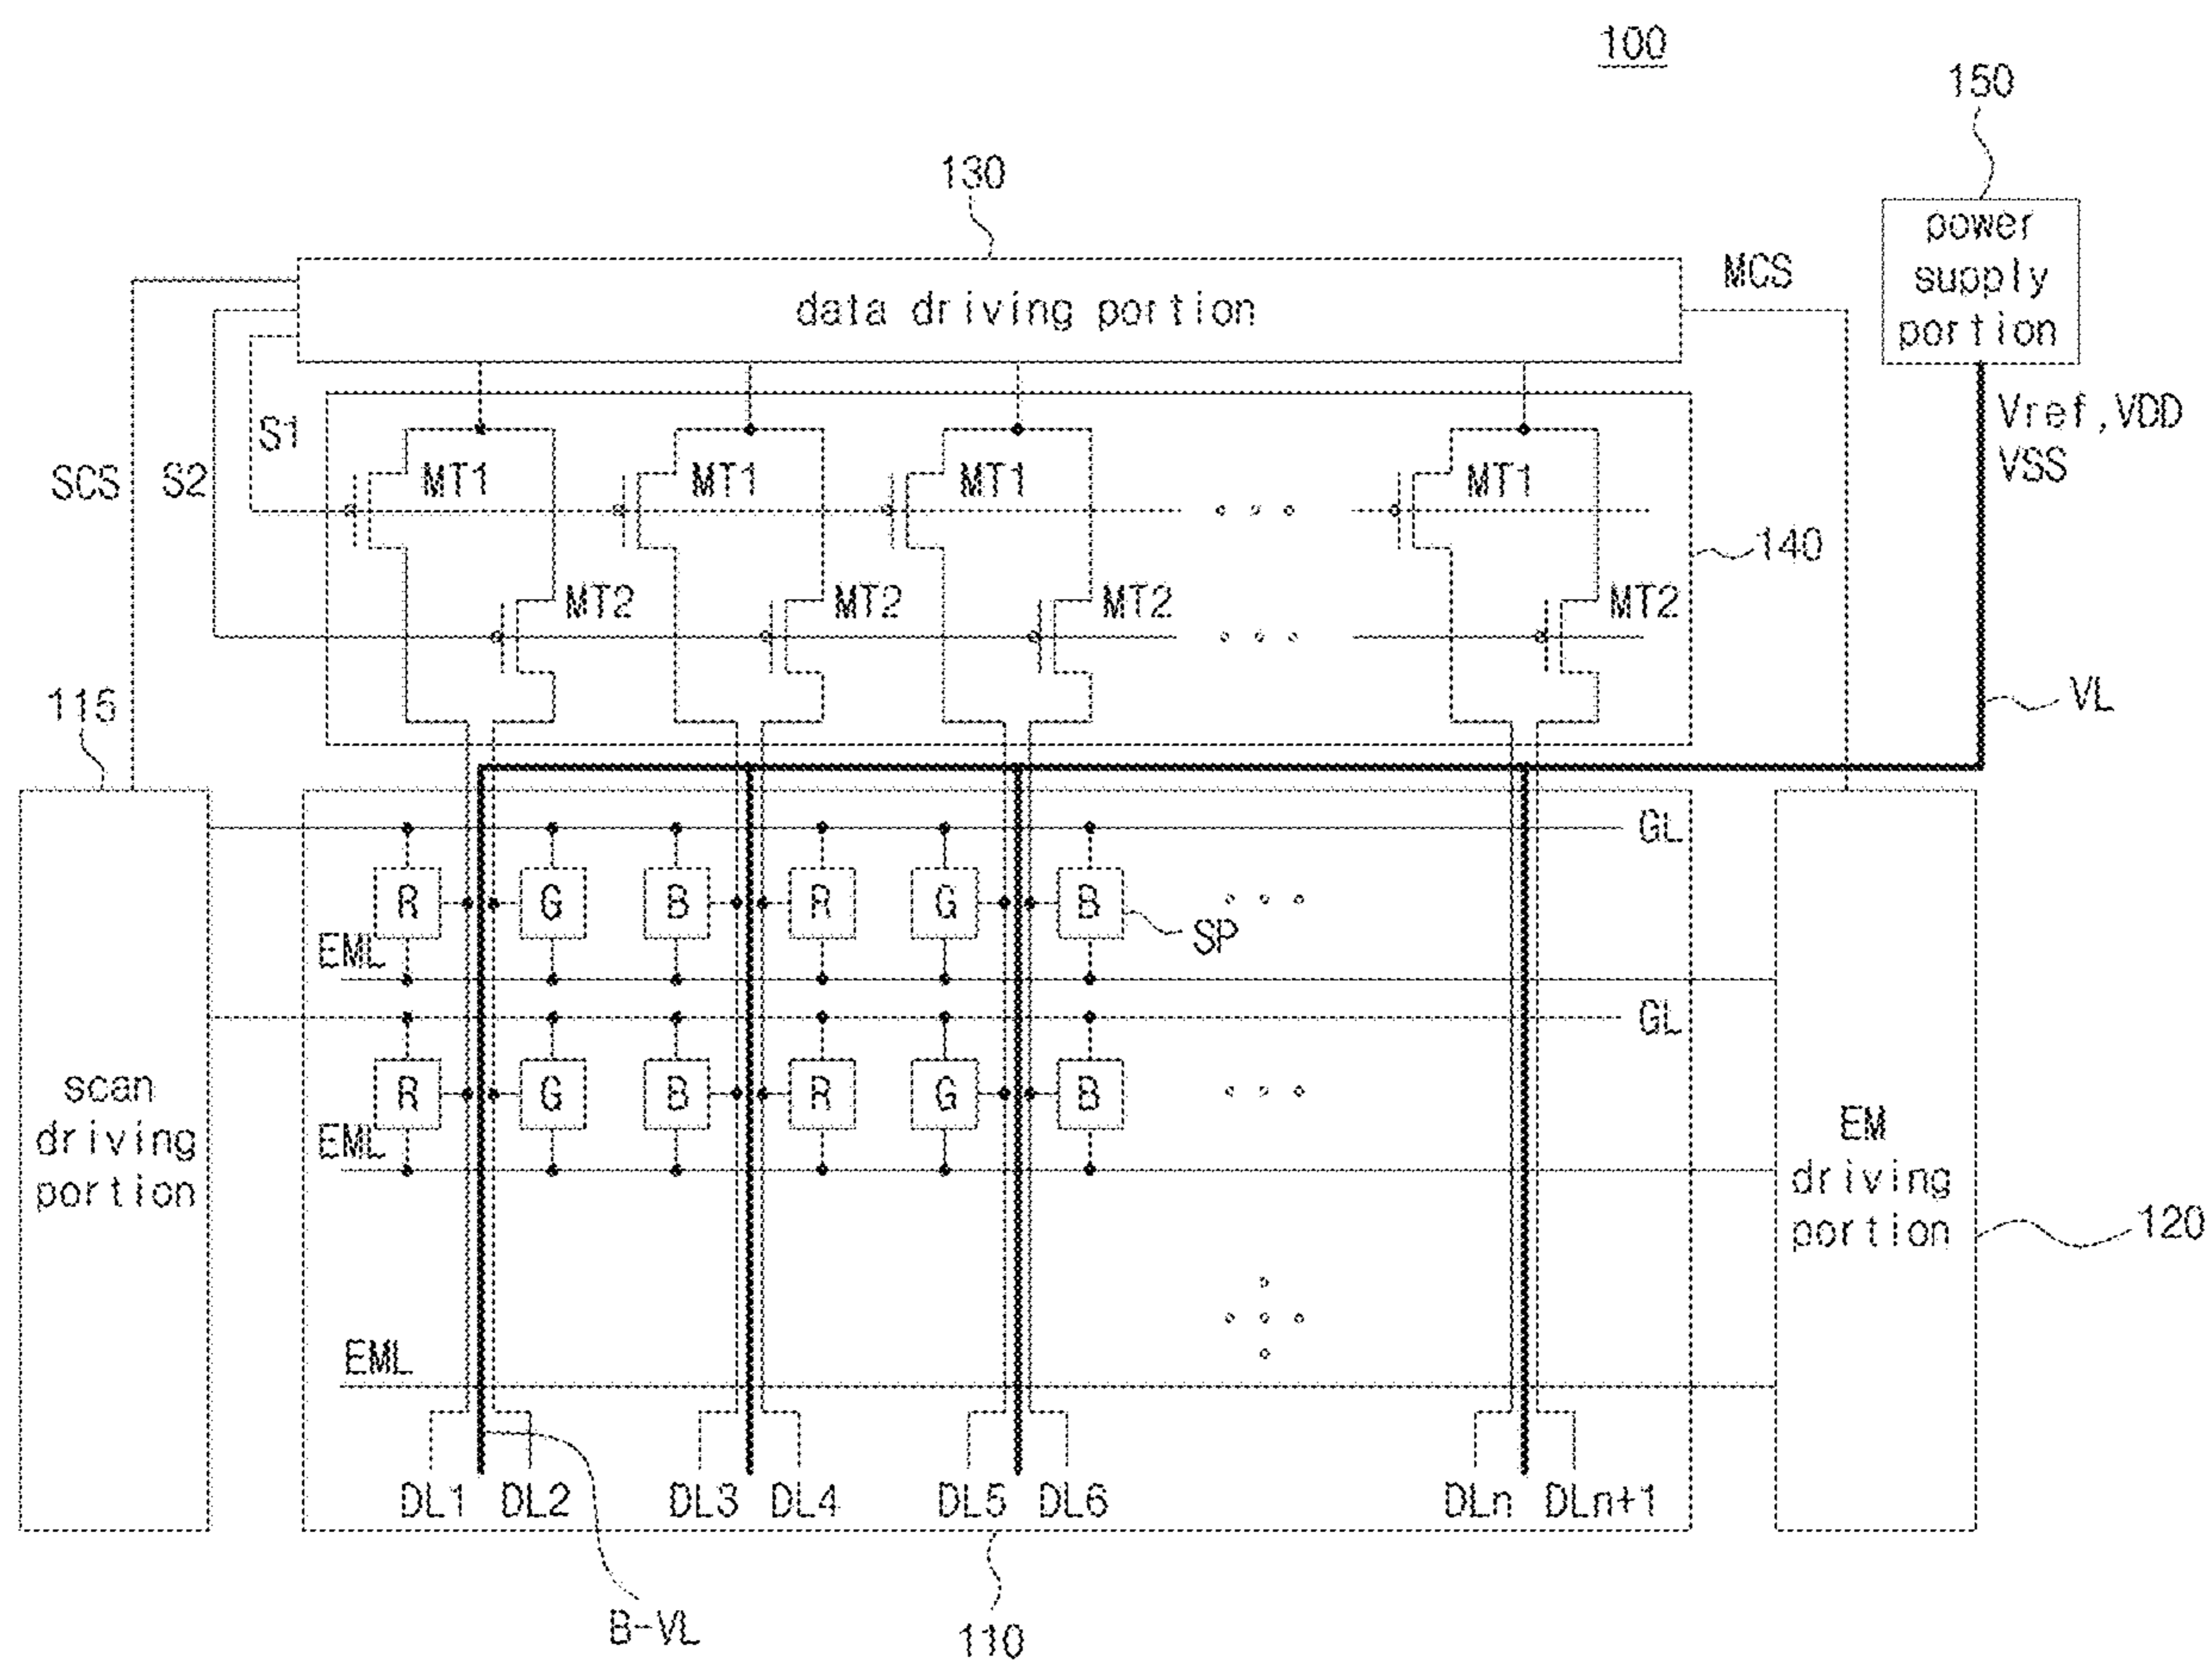 100
150
130
power
supply
portion
MCS
data driving portion
Vref,VDD
VSS
S1
SCS
S2
MT1
MT1
MT1
MT1
140
MT2
MT2
MT2
MT2
115
VL
GL
R
G
B
R
G
B
SP
EML
GL
R
G
B
R
G
B
EML
scan
driving
portion
EM
driving
portion
120
EML
DL1
DL2
DL3
DL4
DL5
DL6
DLn
DLn+1
B-VL
110